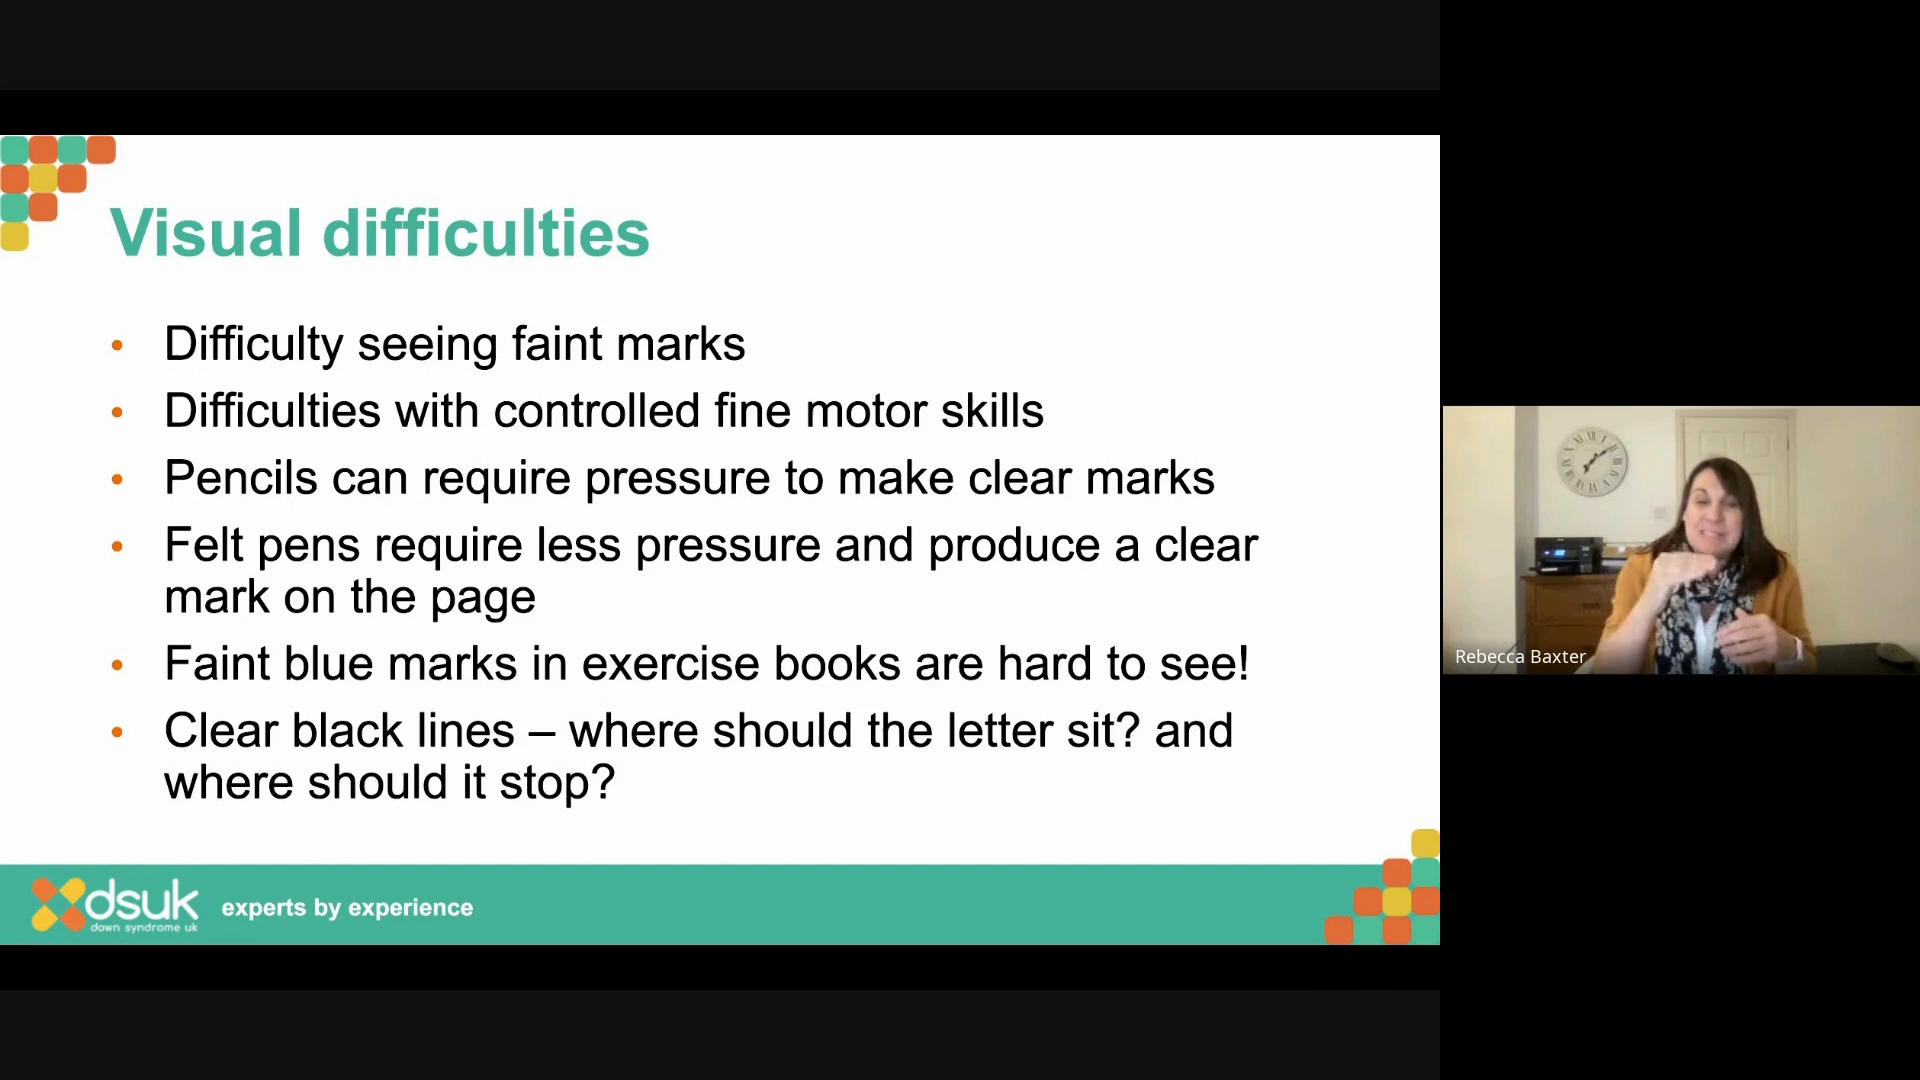 Visual difficulties
• Difficulty seeing faint marks
• Difficulties with controlled fine motor skills
• Pencils can require pressure to make clear marks
• Felt pens require less pressure and produce a clear
mark on the page
• Faint blue marks in exercise books are hard to see!
• Clear black lines – where should the letter sit? and
where should it stop?
dsuk
down syndrome uk
experts by experience
Rebecca Baxter